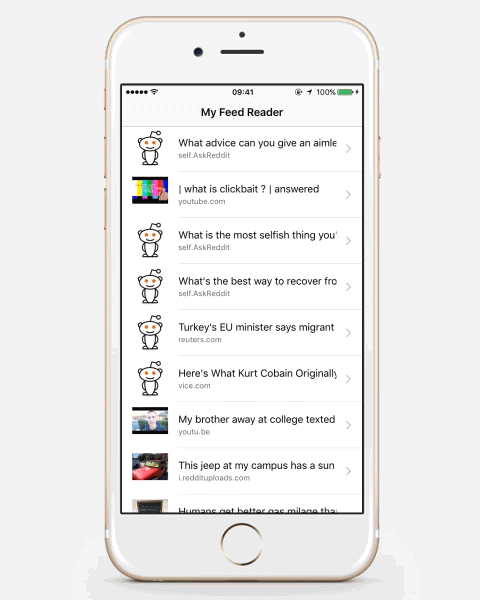 09:41
100%
My Feed Reader
What advice can you give an aimle
self.AskReddit
| what is clickbait ? | answered
youtube.com
What is the most selfish thing you'
self.AskReddit
What's the best way to recover fro
self.AskReddit
Turkey's EU minister says migrant
reuters.com
Here's What Kurt Cobain Originally
vice.com
My brother away at college texted
youtu.be
This jeep at my campus has a sun
i.reddituploads.com
Humans get better gas milage than